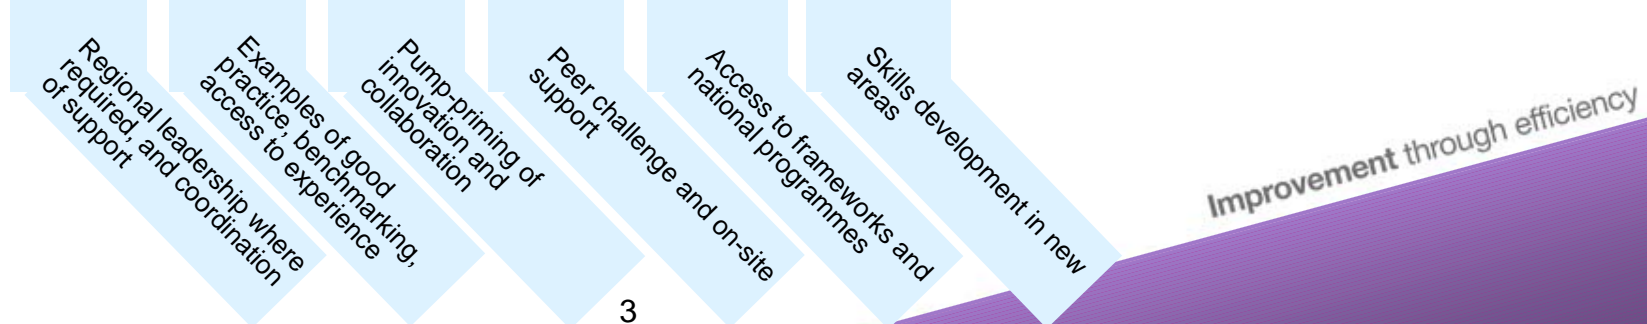 Regional leadership where
required, and coordination
of support
Examples of good
practice, benchmarking,
access to experience
Pump-priming of
innovation and
collaboration
Peer challenge and on-site
support
Access to frameworks and
national programmes
Skills development in new
areas
Improvement through efficiency
3